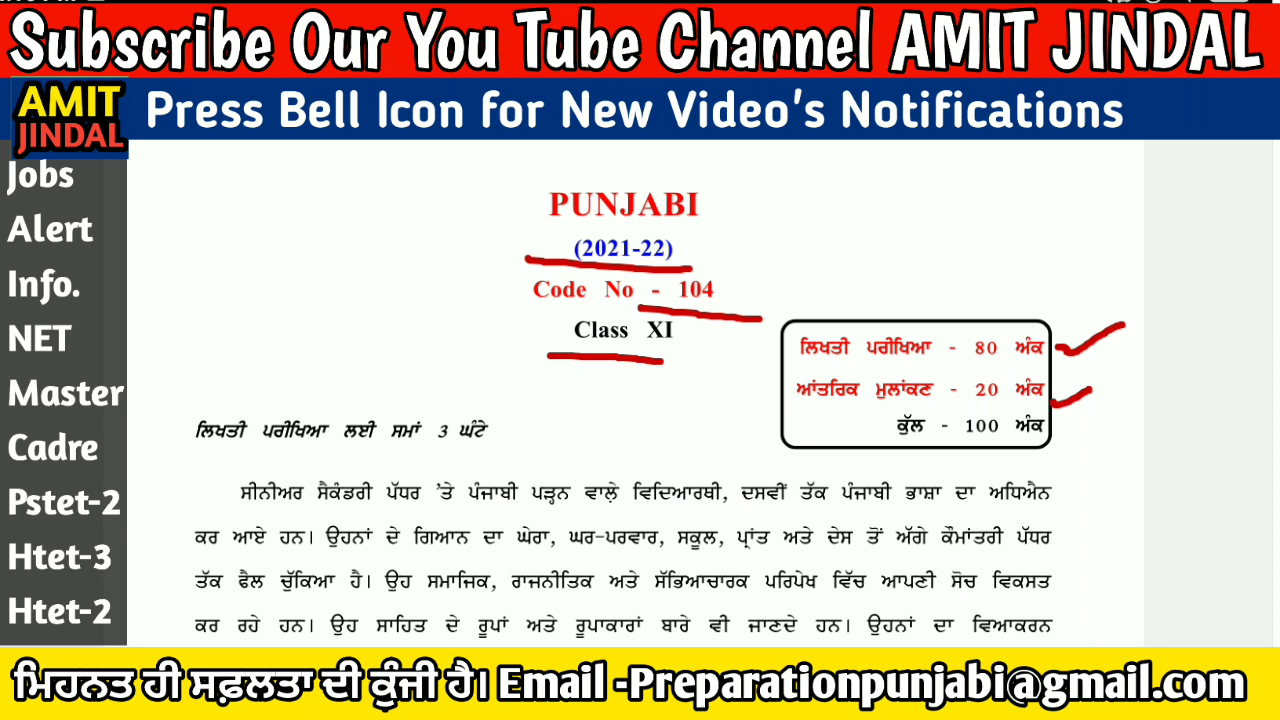 Subscribe Our You Tube Channel AMIT JINDAL
AMIT
JINDAL
Press Bell Icon for New Video's Notifications
Jobs
Alert
Info.
NET
Master
Cadre
Pstet-2
Htet-3
Htet-2
PUNJABI
(2021-22)
Code No - 104
Class XI
ਲਿਖਤੀ ਪਰੀਖਿਆ - 80 ਅੰਕ
ਆਂਤਰਿਕ ਮੁਲਾਂਕਣ - 20 ਅੰਕ
ਕੁੱਲ - 100 ਅੰਕ
ਲਿਖਤੀ ਪਰੀਖਿਆ ਲਈ ਸਮਾਂ 3 ਘੰਟੇ
ਸੀਨੀਅਰ ਸੈਕੰਡਰੀ ਪੱਧਰ 'ਤੇ ਪੰਜਾਬੀ ਪੜ੍ਹਨ ਵਾਲੇ਼ ਵਿਦਿਆਰਥੀ, ਦਸਵੀਂ ਤੱਕ ਪੰਜਾਬੀ ਭਾਸ਼ਾ ਦਾ ਅਧਿਐਨ
ਕਰ ਆਏ ਹਨ। ਉਹਨਾਂ ਦੇ ਗਿਆਨ ਦਾ ਘੇਰਾ, ਘਰ-ਪਰਵਾਰ, ਸਕੂਲ, ਪ੍ਰਾਂਤ ਅਤੇ ਦੇਸ ਤੋਂ ਅੱਗੇ ਕੌਮਾਂਤਰੀ ਪੱਧਰ
ਤੱਕ ਫੈਲ ਚੁੱਕਿਆ ਹੈ। ਉਹ ਸਮਾਜਿਕ, ਰਾਜਨੀਤਿਕ ਅਤੇ ਸੱਭਿਆਚਾਰਕ ਪਰਿਪੇਖ ਵਿੱਚ ਆਪਣੀ ਸੋਚ ਵਿਕਸਤ
ਕਰ ਰਹੇ ਹਨ। ਉਹ ਸਾਹਿਤ ਦੇ ਰੂਪਾਂ ਅਤੇ ਰੂਪਾਕਾਰਾਂ ਬਾਰੇ ਵੀ ਜਾਣਦੇ ਹਨ। ਉਹਨਾਂ ਦਾ ਵਿਆਕਰਨ
ਮਿਹਨਤ ਹੀ ਸਫ਼ਲਤਾ ਦੀ ਕੁੰਜੀ ਹੈ। Email -Preparationpunjabi@gmail.com